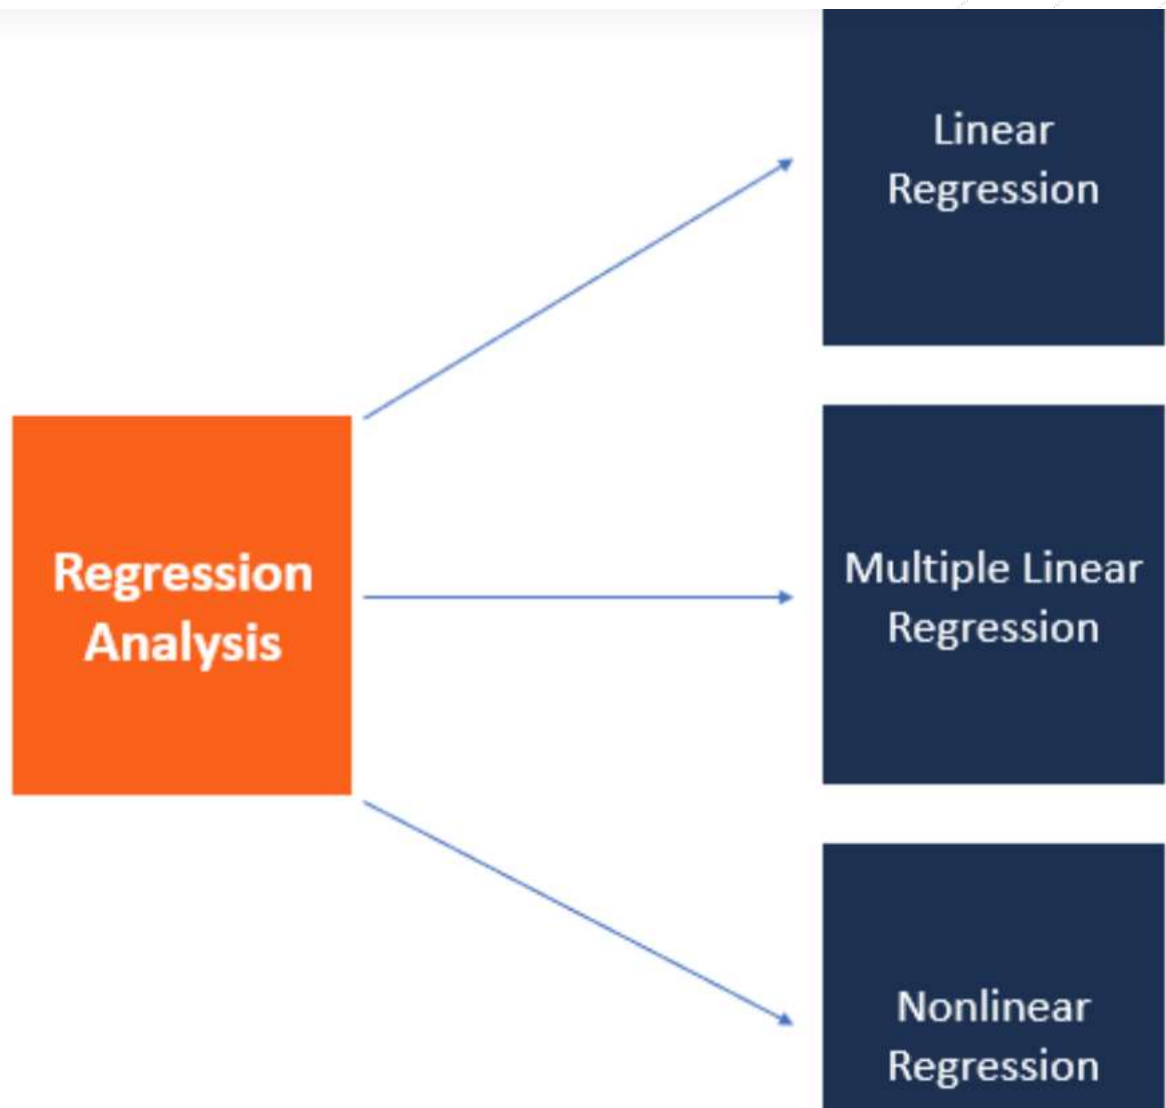 Linear
Regression
Regression
Analysis
Multiple Linear
Regression
Nonlinear
Regression